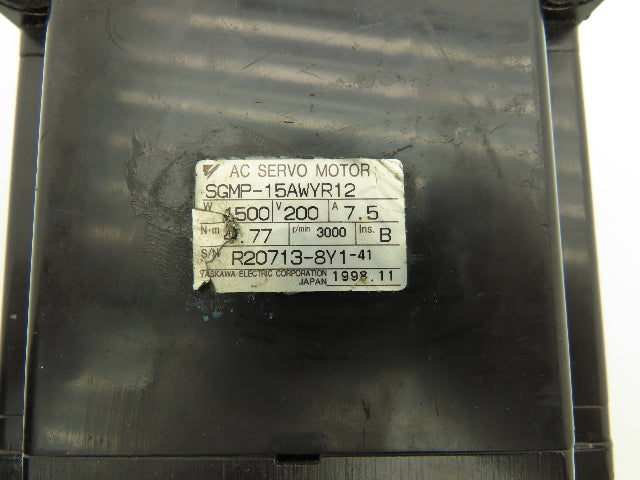 AC SERVO MOTOR
SGMP-15AWYR12
W 1500 V 200 A 7.5
N·m .77 r/min 3000 Ins. B
S/N R20713-8Y1-41
YASKAWA ELECTRIC CORPORATION
JAPAN 1998.11